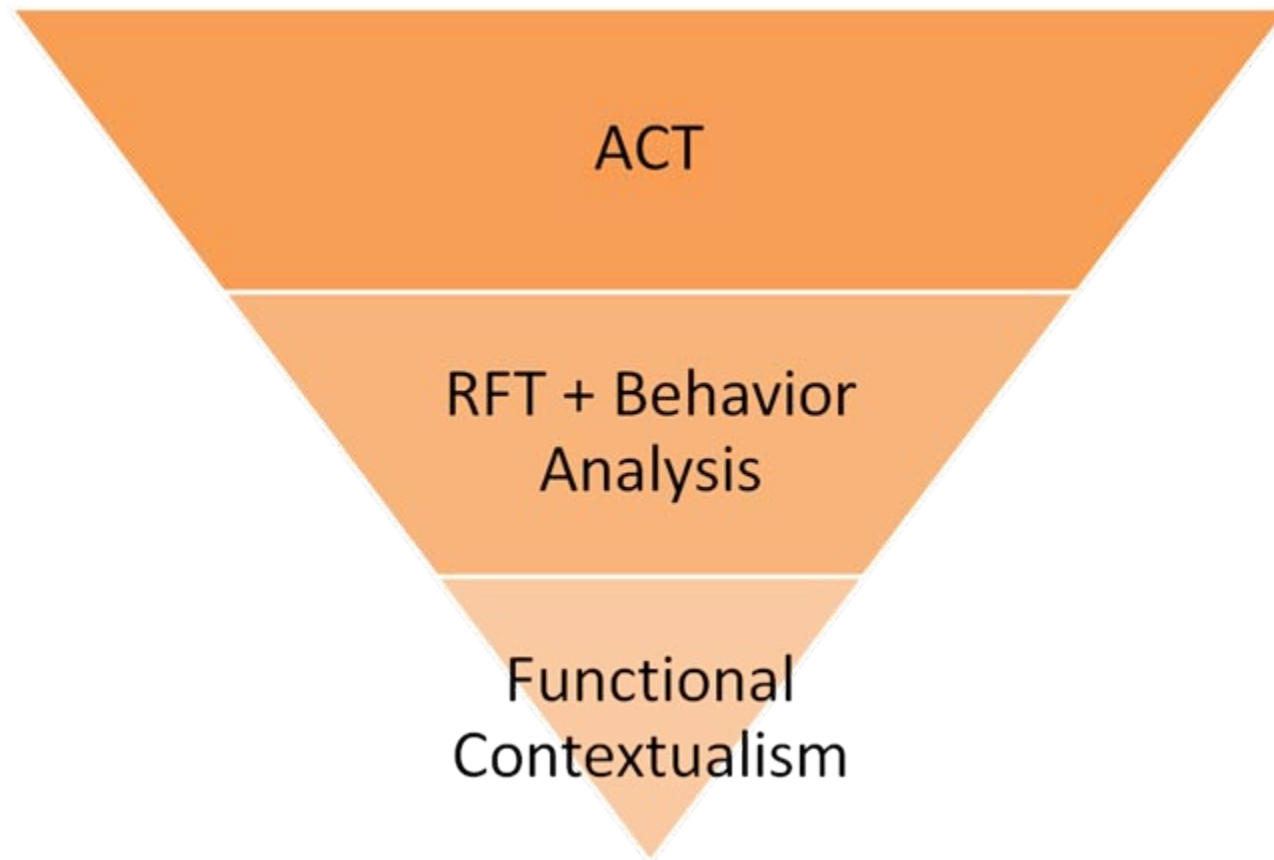 ACT
RFT + Behavior
Analysis
Functional
Contextualism